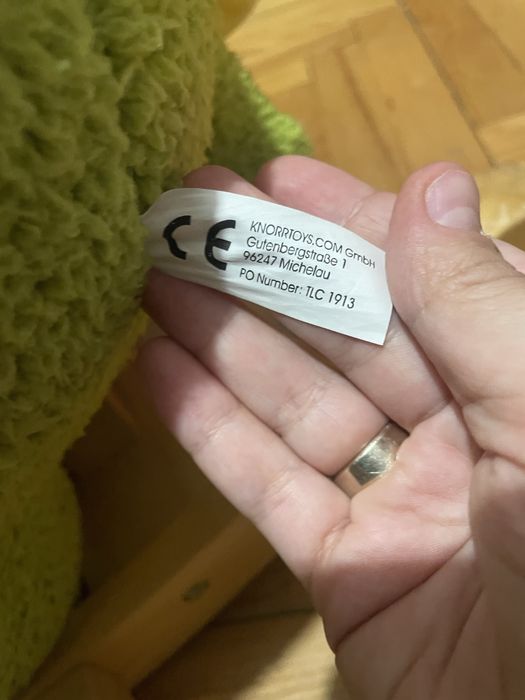 CE
KNORRTOYS.COM GmbH
Gutenbergstraße 1
96247 Michelau
PO Number: TLC 1913